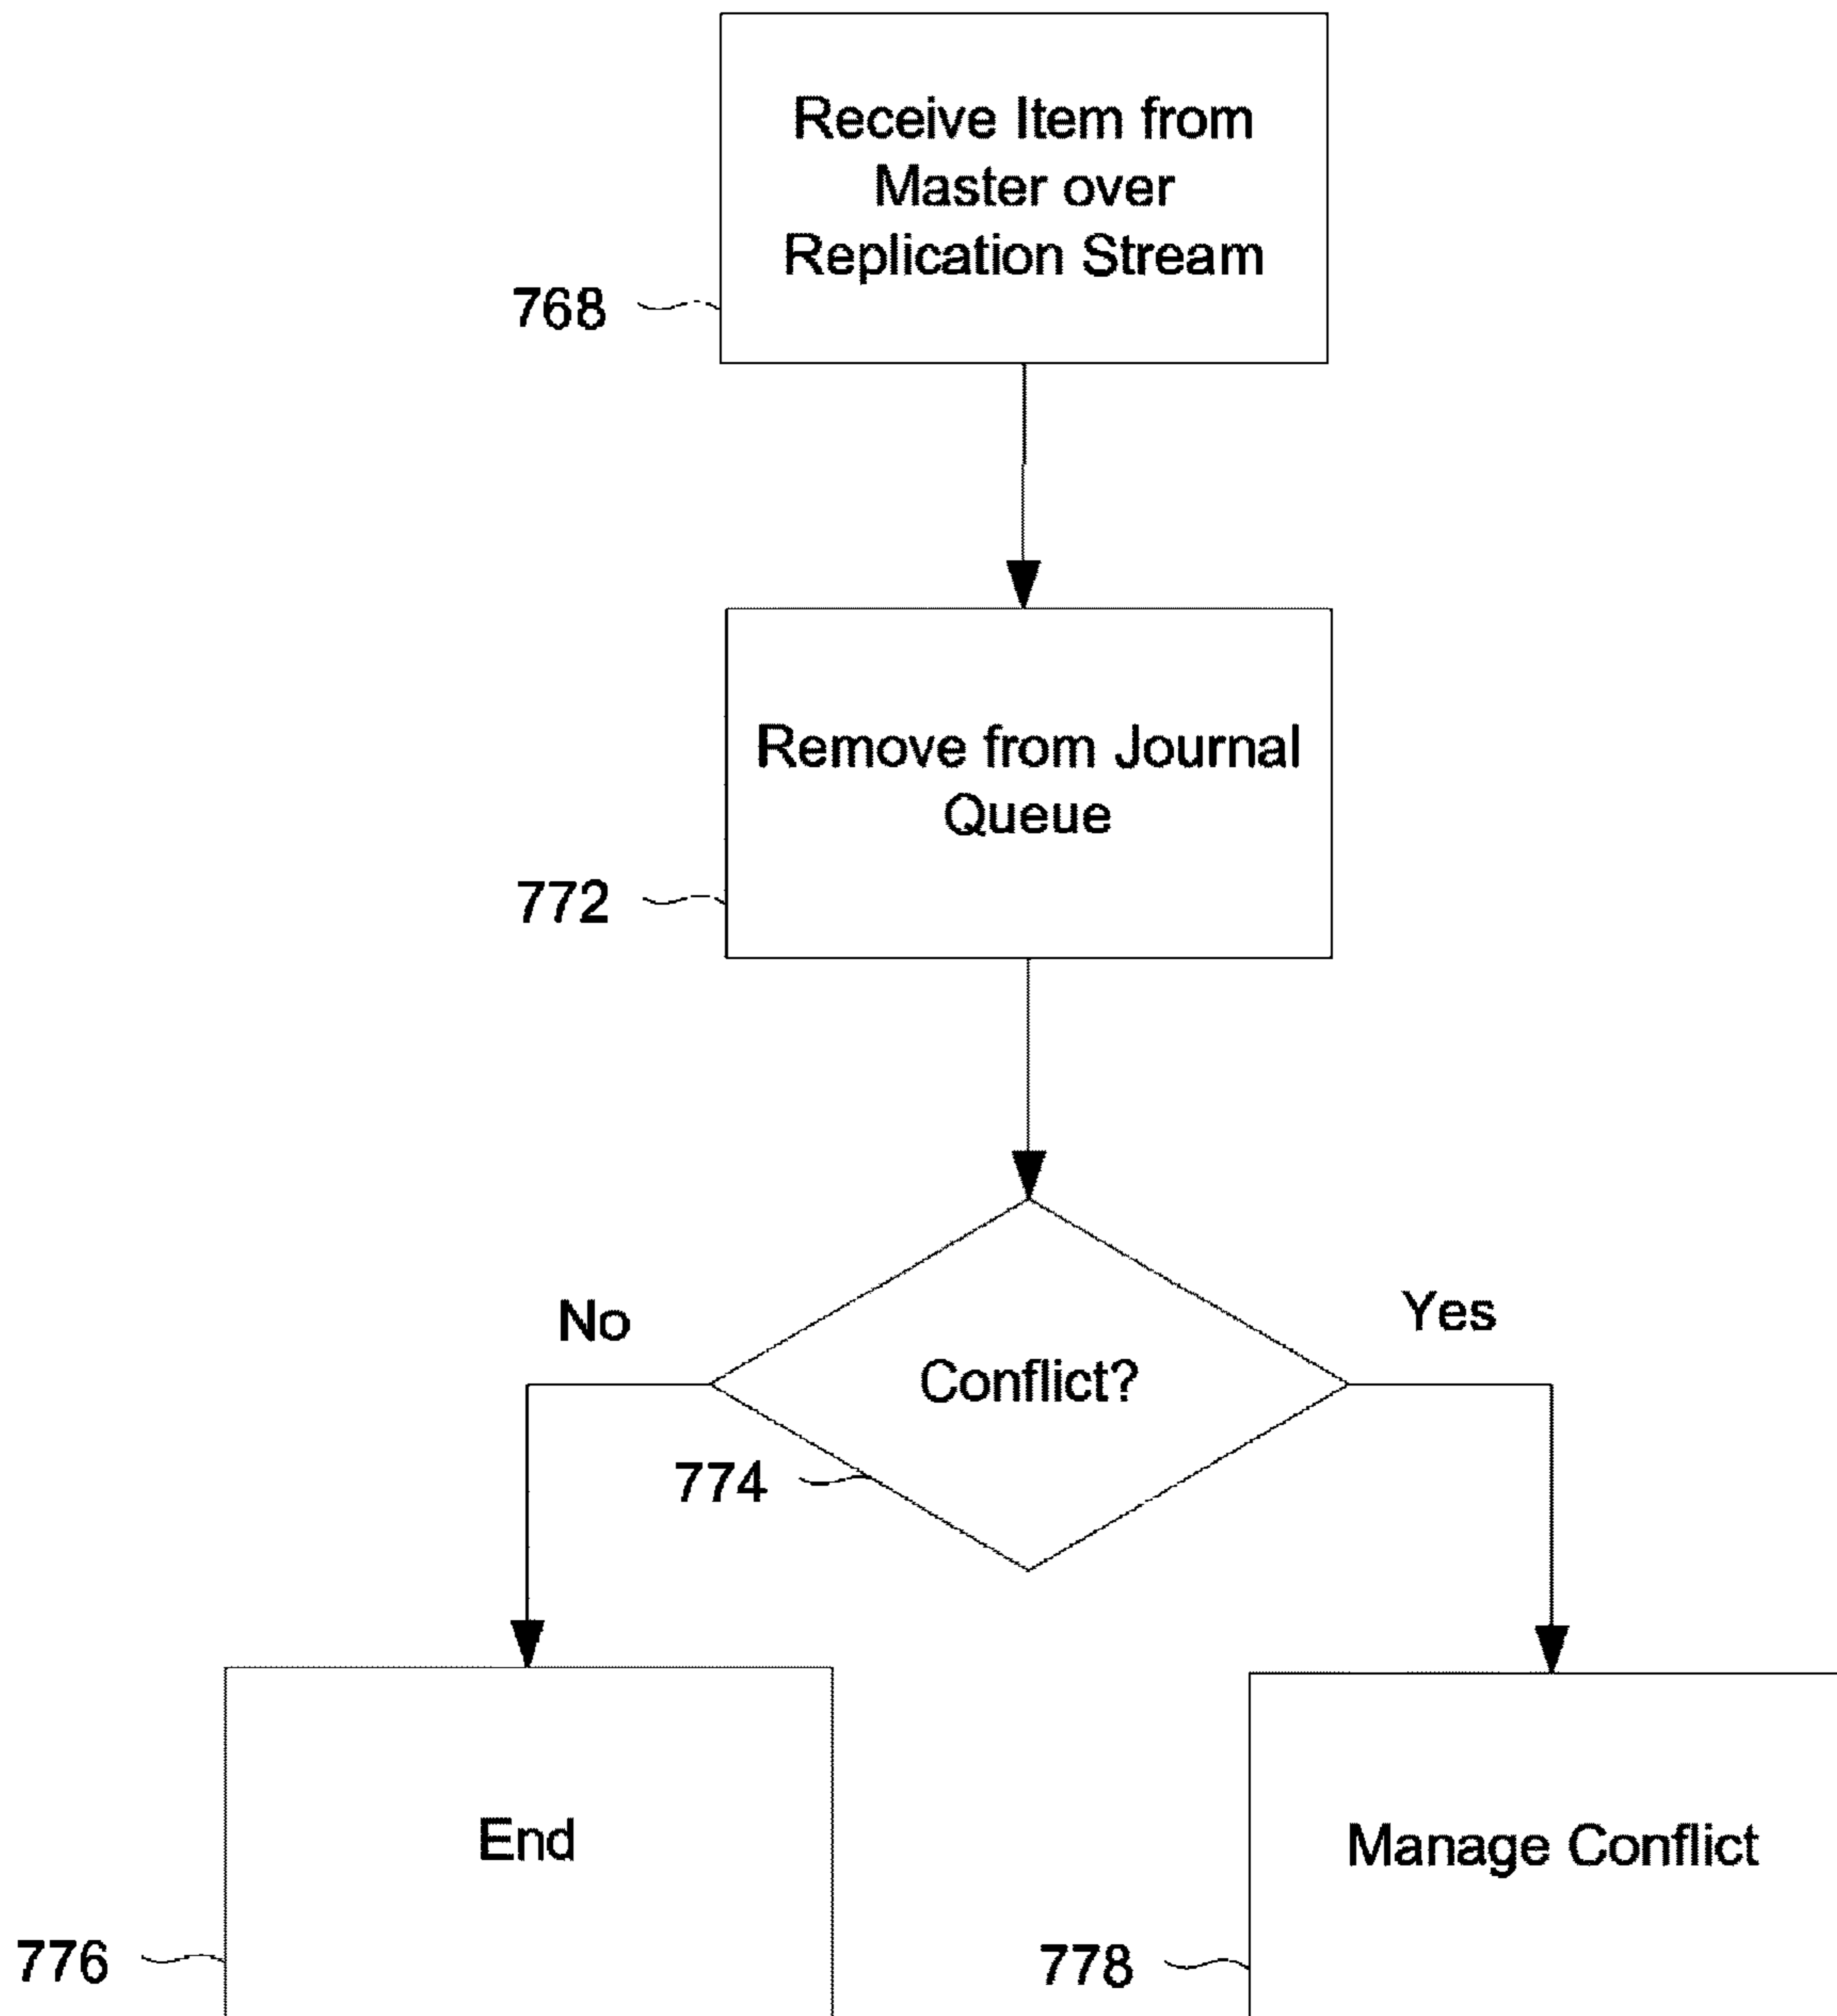 Receive Item from
Master over
Replication Stream
768
Remove from Journal
Queue
772
No
Yes
Conflict?
774
End
Manage Conflict
776
778